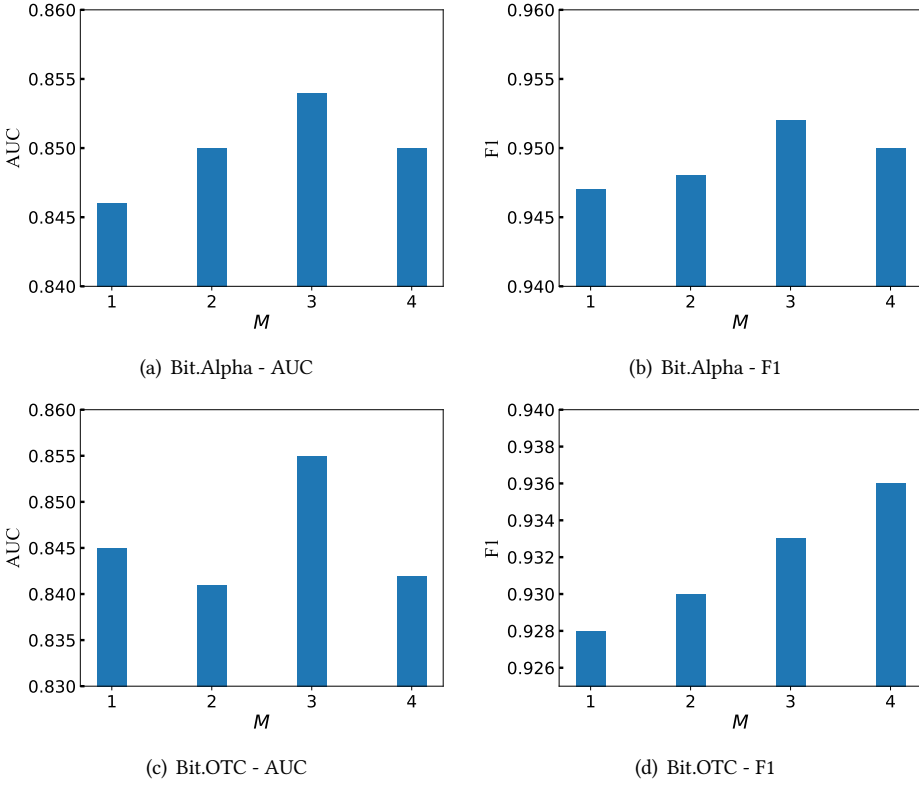 0.860
0.855
0.850
0.845
0.840
AUC
1 2 3 4
M
(a) Bit.Alpha - AUC
0.960
0.955
0.950
0.945
0.940
F1
1 2 3 4
M
(b) Bit.Alpha - F1
0.860
0.855
0.850
0.845
0.840
0.835
0.830
AUC
1 2 3 4
M
(c) Bit.OTC - AUC
0.940
0.938
0.936
0.934
0.932
0.930
0.928
0.926
F1
1 2 3 4
M
(d) Bit.OTC - F1